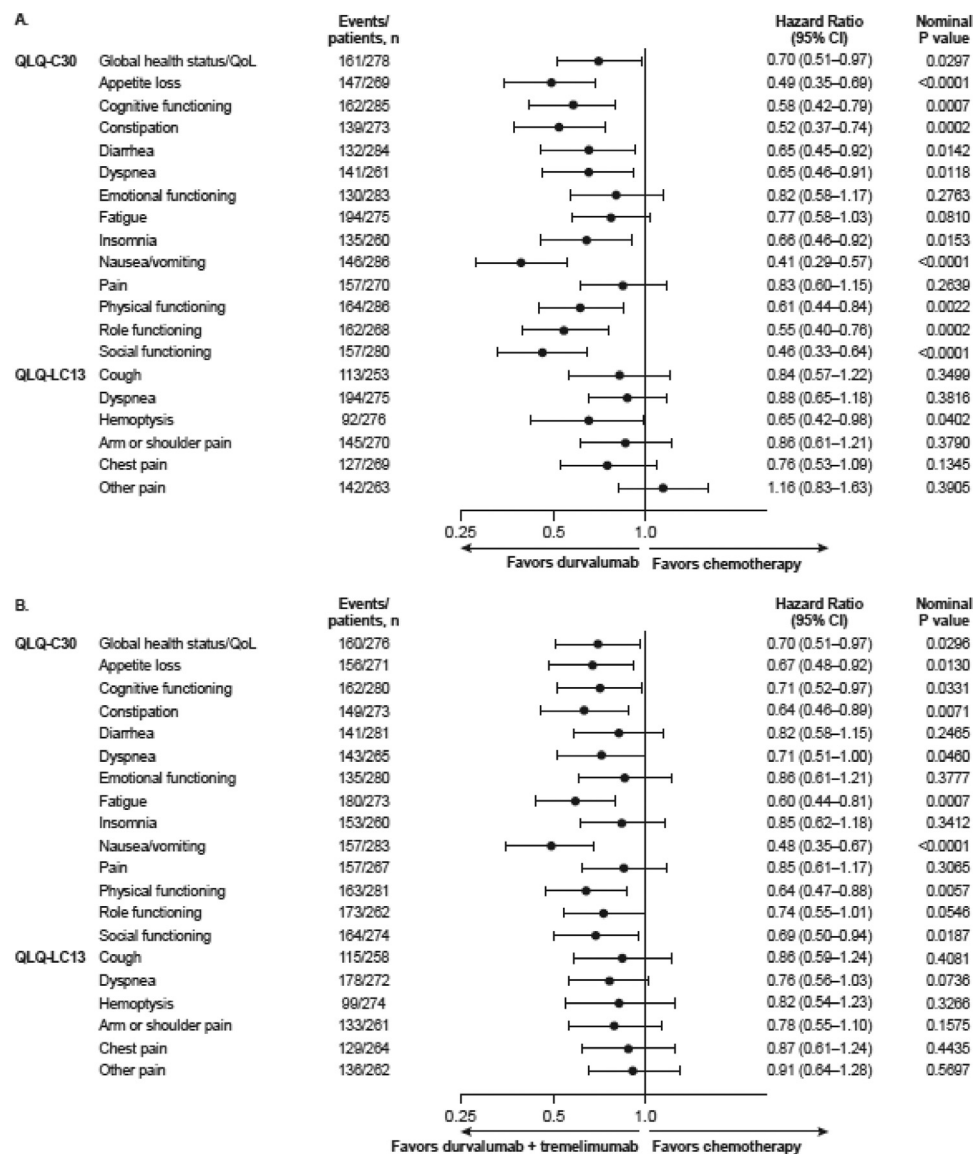 A.
Events/ patients, n Hazard Ratio (95% CI) Nominal P value
QLQ-C30 Global health status/QoL 161/278 0.70 (0.51–0.97) 0.0297
Appetite loss 147/269 0.49 (0.35–0.69) <0.0001
Cognitive functioning 162/285 0.58 (0.42–0.79) 0.0007
Constipation 139/273 0.52 (0.37–0.74) 0.0002
Diarrhea 132/284 0.65 (0.45–0.92) 0.0142
Dyspnea 141/261 0.65 (0.46–0.91) 0.0118
Emotional functioning 130/283 0.82 (0.58–1.17) 0.2763
Fatigue 194/275 0.77 (0.58–1.03) 0.0810
Insomnia 135/260 0.66 (0.46–0.92) 0.0153
Nausea/vomiting 146/286 0.41 (0.29–0.57) <0.0001
Pain 157/270 0.83 (0.60–1.15) 0.2639
Physical functioning 164/286 0.61 (0.44–0.84) 0.0022
Role functioning 162/268 0.55 (0.40–0.76) 0.0002
Social functioning 157/280 0.46 (0.33–0.64) <0.0001
QLQ-LC13 Cough 113/253 0.84 (0.57–1.22) 0.3499
Dyspnea 194/275 0.88 (0.65–1.18) 0.3816
Hemoptysis 92/276 0.65 (0.42–0.98) 0.0402
Arm or shoulder pain 145/270 0.86 (0.61–1.21) 0.3790
Chest pain 127/269 0.76 (0.53–1.09) 0.1345
Other pain 142/263 1.16 (0.83–1.63) 0.3905
0.25 0.5 1.0
Favors durvalumab Favors chemotherapy
B.
Events/ patients, n Hazard Ratio (95% CI) Nominal P value
QLQ-C30 Global health status/QoL 160/276 0.70 (0.51–0.97) 0.0296
Appetite loss 156/271 0.67 (0.48–0.92) 0.0130
Cognitive functioning 162/280 0.71 (0.52–0.97) 0.0331
Constipation 149/273 0.64 (0.46–0.89) 0.0071
Diarrhea 141/281 0.82 (0.58–1.15) 0.2465
Dyspnea 143/265 0.71 (0.51–1.00) 0.0460
Emotional functioning 135/280 0.86 (0.61–1.21) 0.3777
Fatigue 180/273 0.60 (0.44–0.81) 0.0007
Insomnia 153/260 0.85 (0.62–1.18) 0.3412
Nausea/vomiting 157/283 0.48 (0.35–0.67) <0.0001
Pain 157/267 0.85 (0.61–1.17) 0.3065
Physical functioning 163/281 0.64 (0.47–0.88) 0.0057
Role functioning 173/262 0.74 (0.55–1.01) 0.0546
Social functioning 164/274 0.69 (0.50–0.94) 0.0187
QLQ-LC13 Cough 115/258 0.86 (0.59–1.24) 0.4081
Dyspnea 178/272 0.76 (0.56–1.03) 0.0736
Hemoptysis 99/274 0.82 (0.54–1.23) 0.3266
Arm or shoulder pain 133/261 0.78 (0.55–1.10) 0.1575
Chest pain 129/264 0.87 (0.61–1.24) 0.4435
Other pain 136/262 0.91 (0.64–1.28) 0.5697
0.25 0.5 1.0
Favors durvalumab + tremelimumab Favors chemotherapy